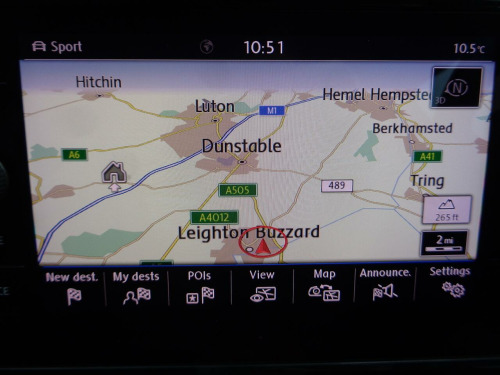 Sport 10:51 10.5°C
Hitchin
Luton
M1
Hemel Hempste
N
3D
Dunstable
Berkhamsted
A6
A41
A505
489
Tring
A4012
265 ft
Leighton Buzzard
2 mi
New dest. My dests POIs View Map Announce. Settings